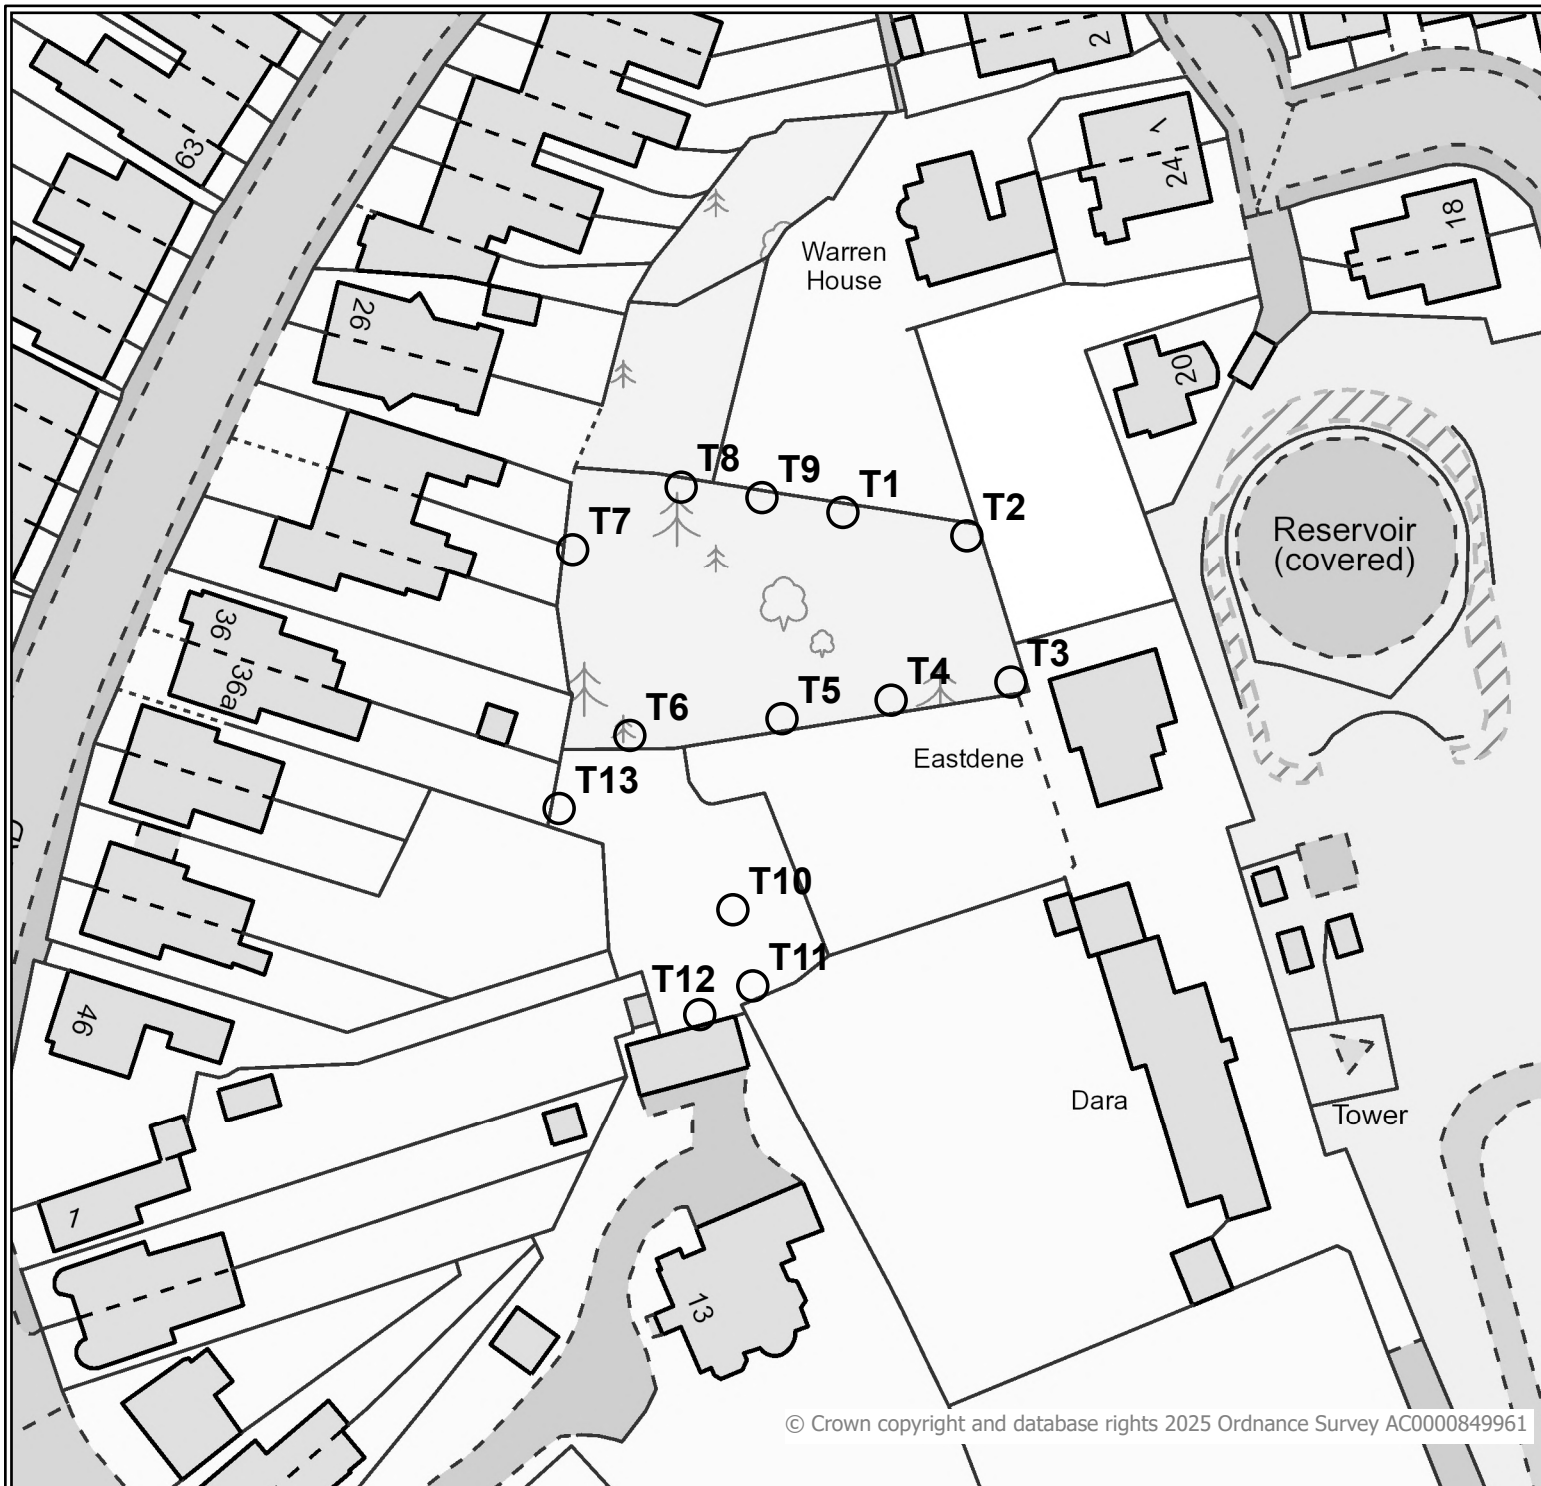 2
63
1
24
18
Warren
House
26
20
T8
T9
T1
T2
T7
Reservoir
(covered)
36
36a
T3
T4
T5
T6
Eastdene
T13
T10
T11
T12
46
Dara
Tower
1
13
© Crown copyright and database rights 2025 Ordnance Survey AC0000849961